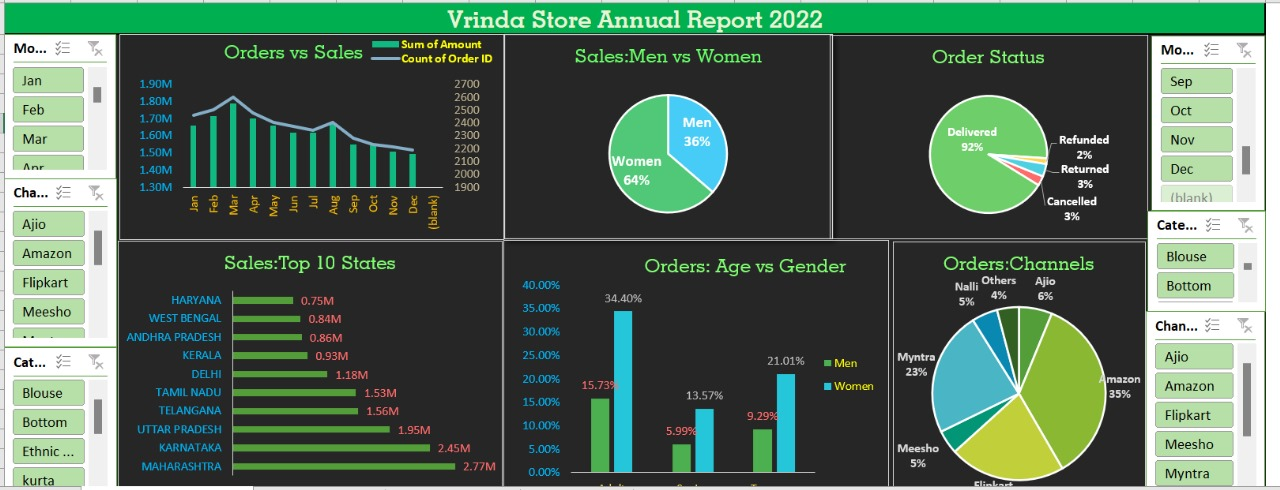 Vrinda Store Annual Report 2022
Mo...
Jan
Feb
Mar
Apr
Cha...
Ajio
Amazon
Flipkart
Meesho
Cat...
Blouse
Bottom
Ethnic ...
kurta
Orders vs Sales
Sum of Amount
Count of Order ID
1.90M
1.80M
1.70M
1.60M
1.50M
1.40M
1.30M
2700
2600
2500
2400
2300
2200
2100
2000
1900
Jan
Feb
Mar
Apr
May
Jun
Jul
Aug
Sep
Oct
Nov
Dec
(blank)
Sales:Men vs Women
Men
36%
Women
64%
Order Status
Delivered
92%
Refunded
2%
Returned
3%
Cancelled
3%
Sales:Top 10 States
HARYANA 0.75M
WEST BENGAL 0.84M
ANDHRA PRADESH 0.86M
KERALA 0.93M
DELHI 1.18M
TAMIL NADU 1.53M
TELANGANA 1.56M
UTTAR PRADESH 1.95M
KARNATAKA 2.45M
MAHARASHTRA 2.77M
Orders: Age vs Gender
40.00%
35.00%
30.00%
25.00%
20.00%
15.00%
10.00%
5.00%
0.00%
15.73%
34.40%
5.99%
13.57%
9.29%
21.01%
Men
Women
Orders:Channels
Ajio
6%
Amazon
35%
Flipkart
Meesho
5%
Myntra
23%
Nalli
5%
Others
4%
Mo...
Sep
Oct
Nov
Dec
(blank)
Cate...
Blouse
Bottom
Chan...
Ajio
Amazon
Flipkart
Meesho
Myntra